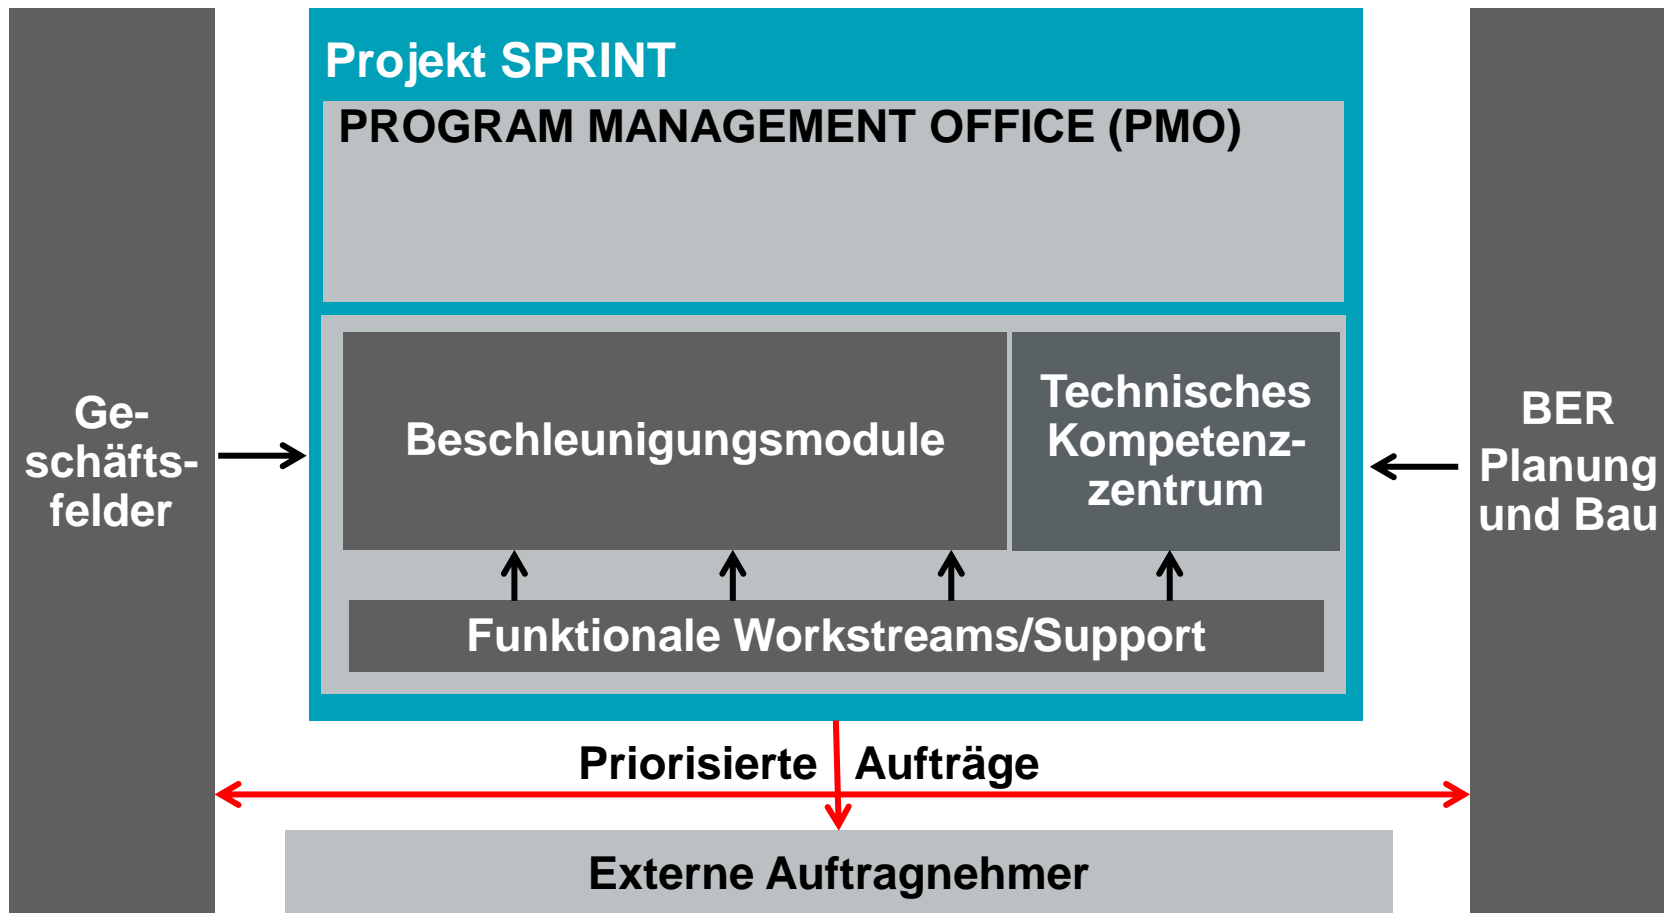 Projekt SPRINT
PROGRAM MANAGEMENT OFFICE (PMO)
Ge-
schäfts-
felder
Beschleunigungsmodule
Technisches
Kompetenz-
zentrum
BER
Planung
und Bau
Funktionale Workstreams/Support
Priorisierte Aufträge
Externe Auftragnehmer